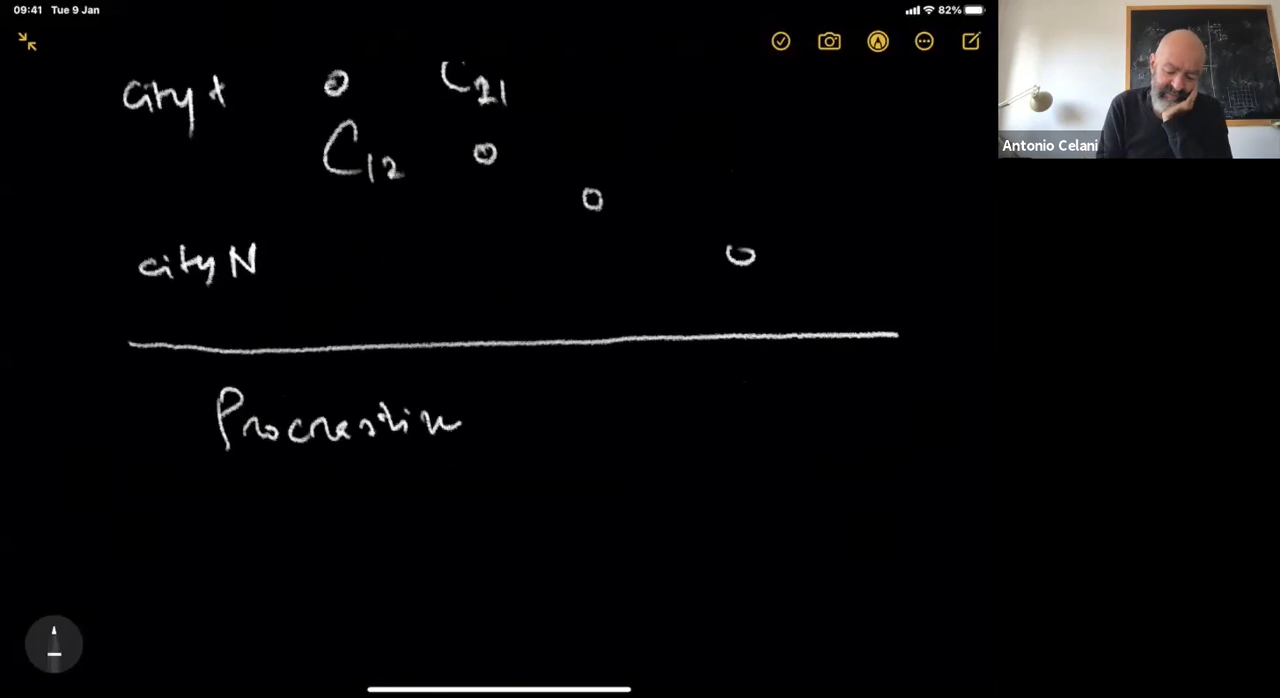 09:41 Tue 9 Jan 82%
city 1 0 C21
C12 0
0
city N 0
Procrastin
Antonio Celani